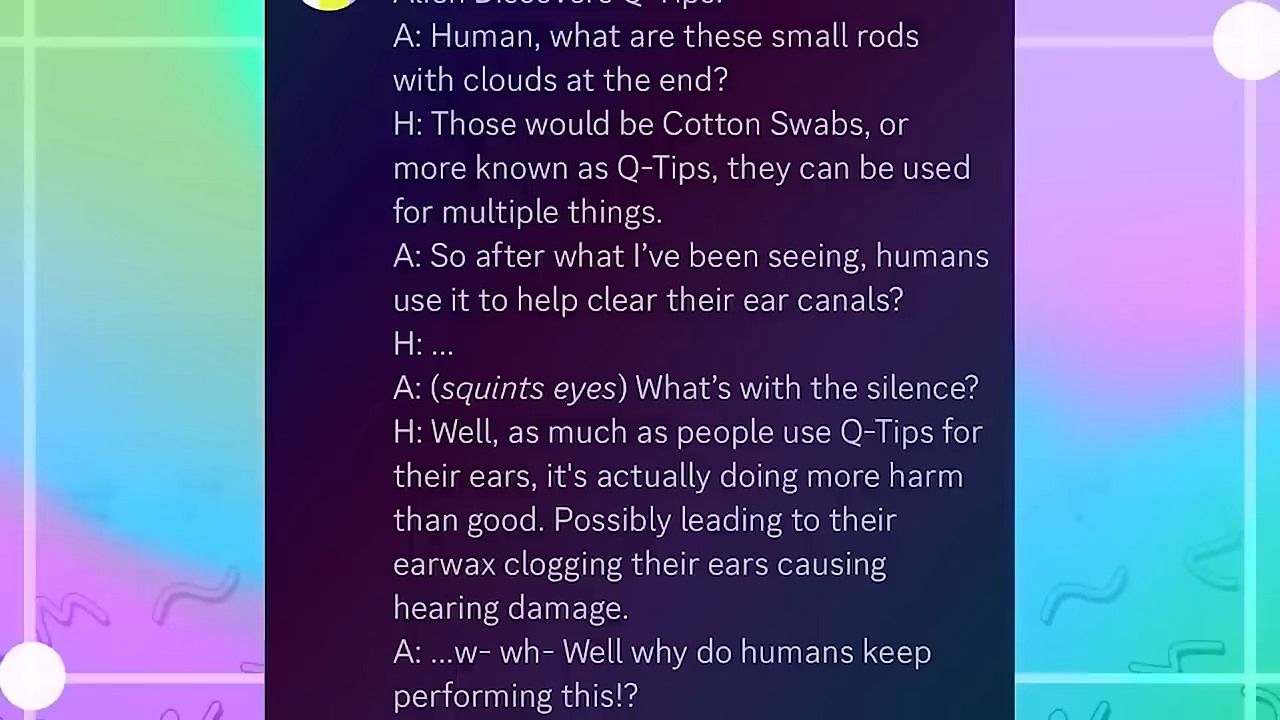 Alien Discovers Q-Tips:
A: Human, what are these small rods
with clouds at the end?
H: Those would be Cotton Swabs, or
more known as Q-Tips, they can be used
for multiple things.
A: So after what I’ve been seeing, humans
use it to help clear their ear canals?
H: ...
A: (squints eyes) What’s with the silence?
H: Well, as much as people use Q-Tips for
their ears, it's actually doing more harm
than good. Possibly leading to their
earwax clogging their ears causing
hearing damage.
A: ...w- wh- Well why do humans keep
performing this!?